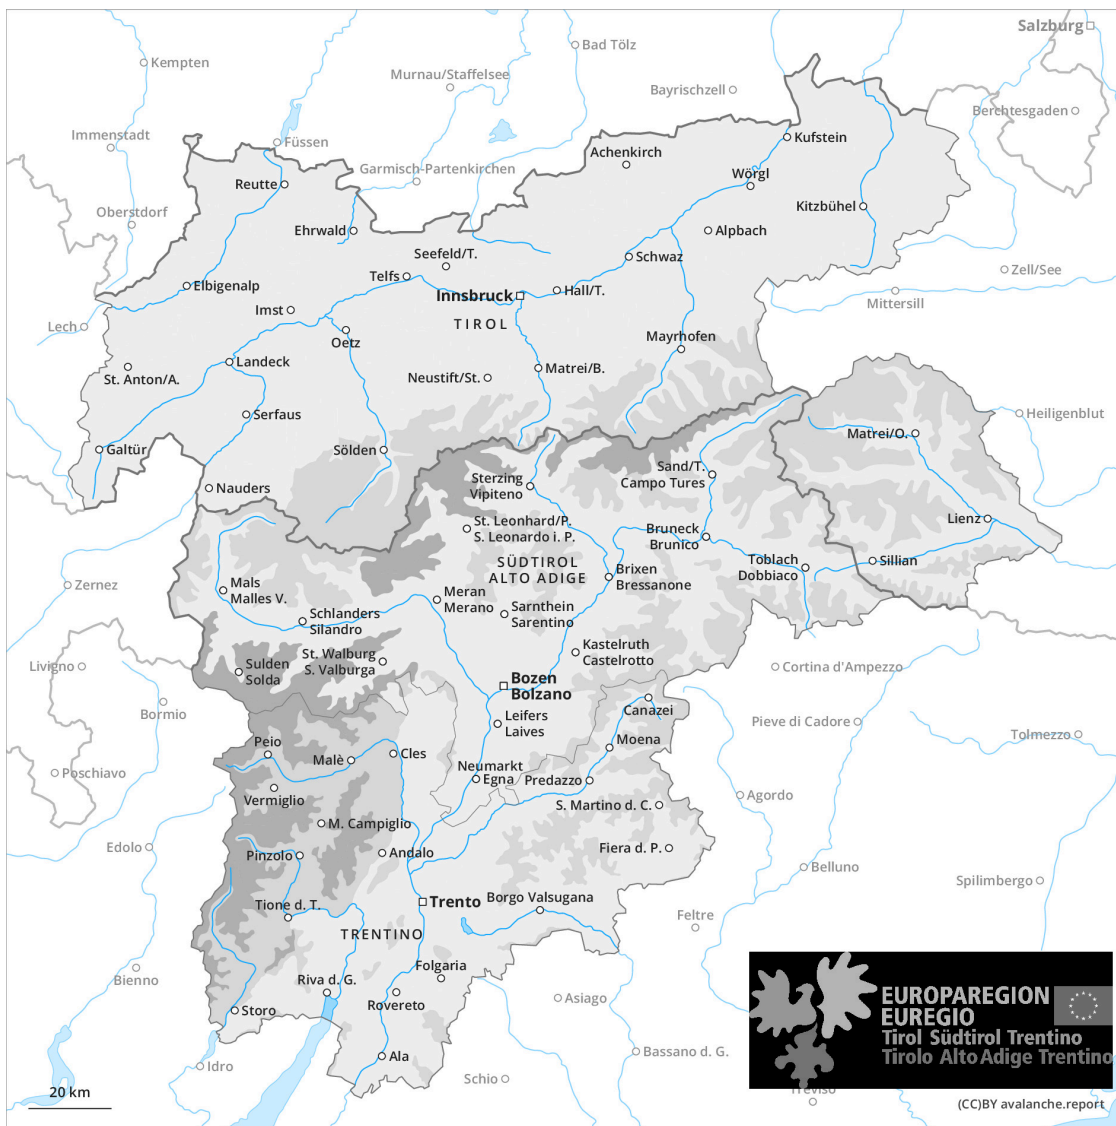 Salzburg
Bad Tölz
Kempten
Murnau/Staffelsee
Bayrischzell
Berchtesgaden
Immenstadt
Füssen
Kufstein
Achenkirch
Garmisch-Partenkirchen
Wörgl
Reutte
Oberstdorf
Kitzbühel
Ehrwald
Alpbach
Seefeld/T.
Schwaz
Zell/See
Telfs
Elbigenalp
Hall/T.
Innsbruck
Mittersill
Imst
TIROL
Lech
Oetz
Mayrhofen
Landeck
Matrei/B.
St. Anton/A.
Neustift/St.
Serfaus
Heiligenblut
Matrei/O.
Galtür
Sölden
Sand/T.
Campo Tures
Sterzing
Vipiteno
Nauders
Lienz
St. Leonhard/P.
S. Leonardo i. P.
Bruneck
Brunico
SÜDTIROL
ALTO ADIGE
Toblach
Dobbiaco
Sillian
Brixen
Bressanone
Zernez
Mals
Malles V.
Meran
Merano
Schlanders
Silandro
Sarnthein
Sarentino
Kastelruth
Castelrotto
St. Walburg
S. Valburga
Livigno
Sulden
Solda
Cortina d'Ampezzo
Bozen
Bolzano
Canazei
Bormio
Leifers
Laives
Pieve di Cadore
Tolmezzo
Peio
Moena
Malè
Cles
Poschiavo
Neumarkt
Egna
Predazzo
Vermiglio
Agordo
S. Martino d. C.
M. Campiglio
Edolo
Pinzolo
Andalo
Fiera d. P.
Belluno
Spilimbergo
Borgo Valsugana
Trento
Tione d. T.
Feltre
TRENTINO
Folgaria
Bienno
Riva d. G.
Rovereto
Asiago
Storo
EUROPAREGION
EUREGIO
Tirol Südtirol Trentino
Tirolo Alto Adige Trentino
Ala
Bassano d. G.
Idro
Schio
Treviso
20 km
(CC)BY avalanche.report